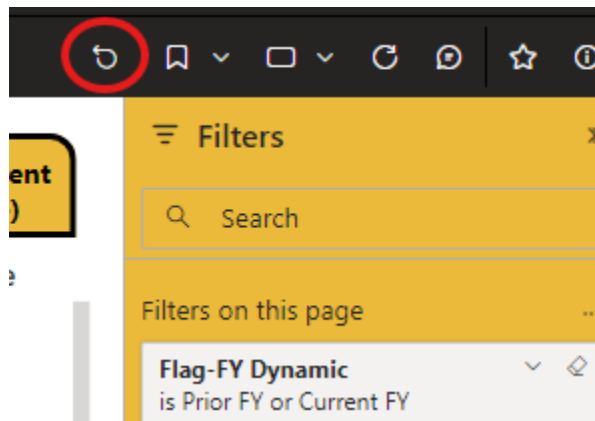 Filters
ent
)
Search
e
Filters on this page
Flag-FY Dynamic
is Prior FY or Current FY